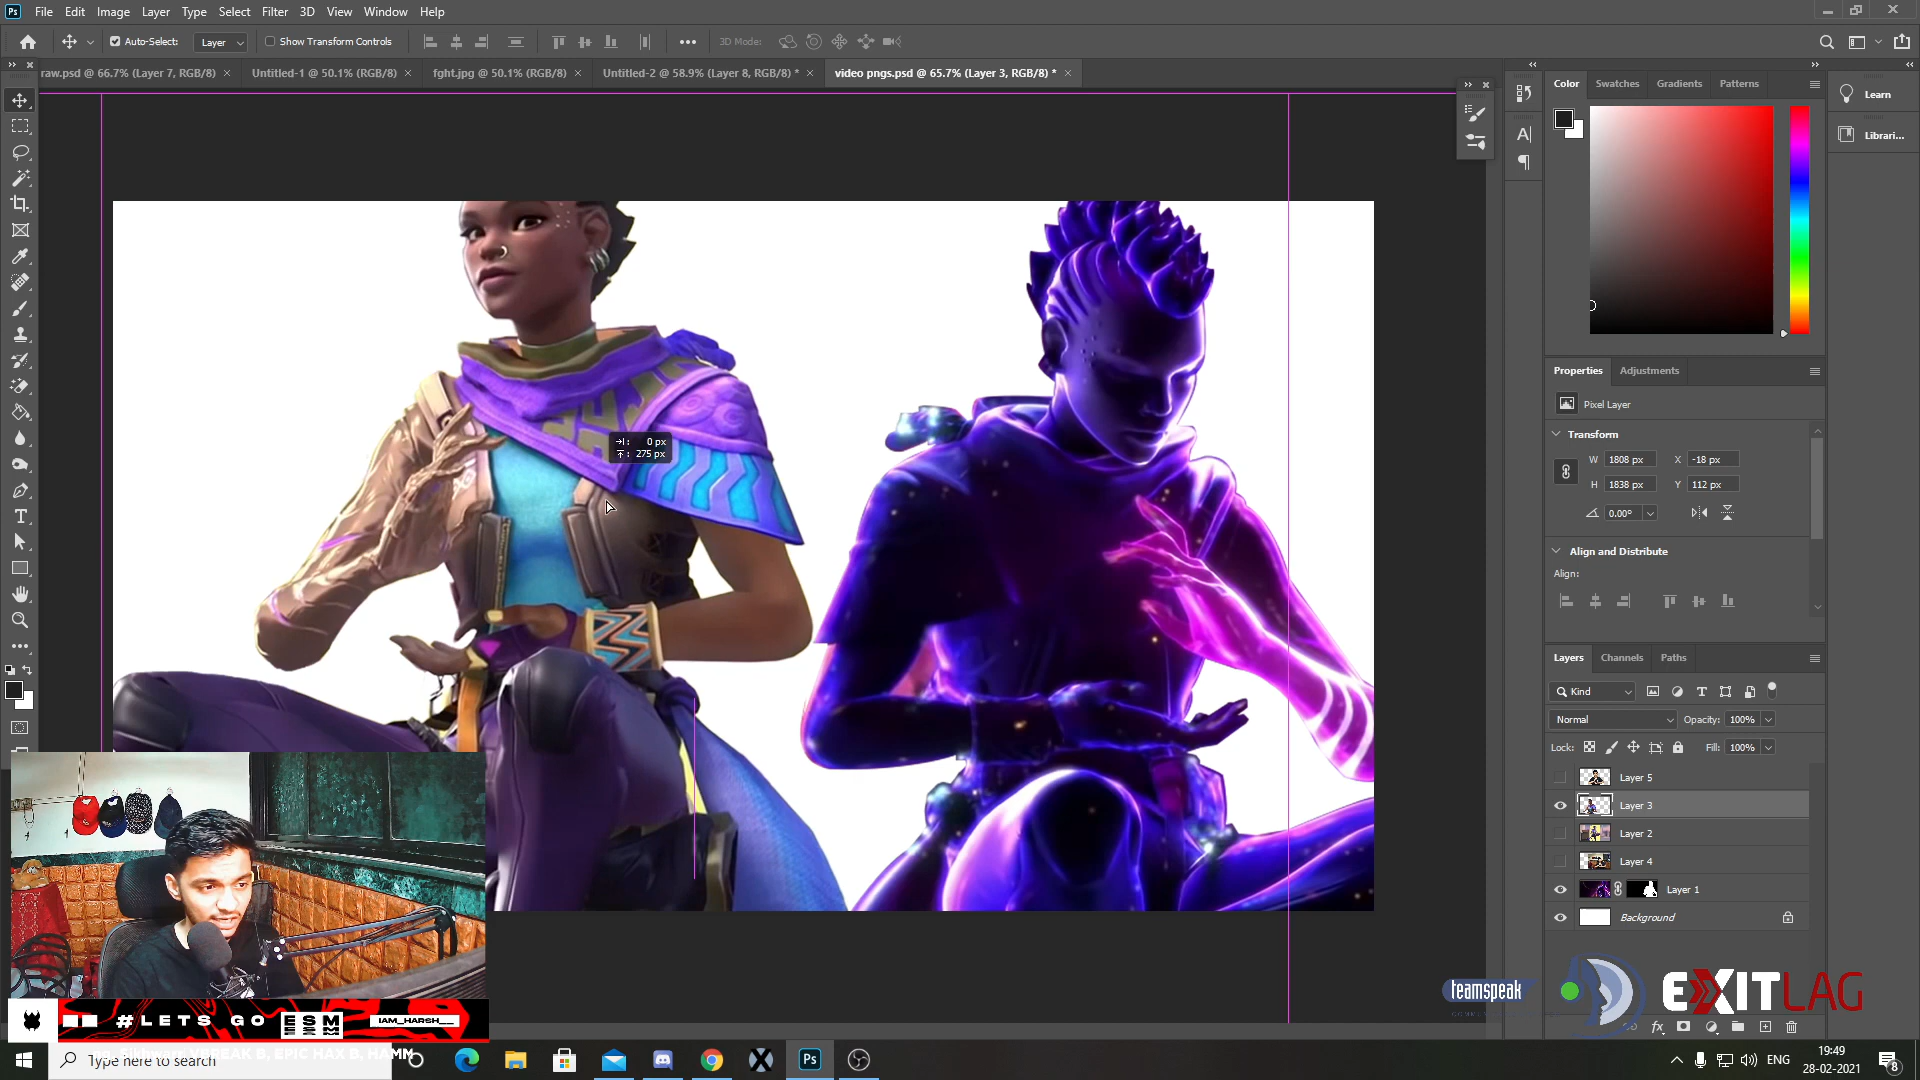 Ps File Edit Image Layer Type Select Filter 3D View Window Help
Auto-Select: Layer Show Transform Controls 3D Mode:
raw.psd @ 66.7% (Layer 7, RGB/8) Untitled-1 @ 50.1% (RGB/8) fght.jpg @ 50.1% (RGB/8) Untitled-2 @ 58.9% (Layer 8, RGB/8) * video pngs.psd @ 65.7% (Layer 3, RGB/8) *
Color Swatches Gradients Patterns
Learn
Librari...
Properties Adjustments
Pixel Layer
Transform
W 1808 px X -18 px
H 1838 px Y 112 px
0.00°
Align and Distribute
Align:
0 px
275 px
Layers Channels Paths
Kind
Normal Opacity: 100%
Lock: Fill: 100%
Layer 5
Layer 3
Layer 2
Layer 4
Layer 1
Background
teamspeak
EXITLAG
#LETS GO ESM IAM_HARSH__
Type here to search
Ps
ENG
19:49
28-02-2021
8